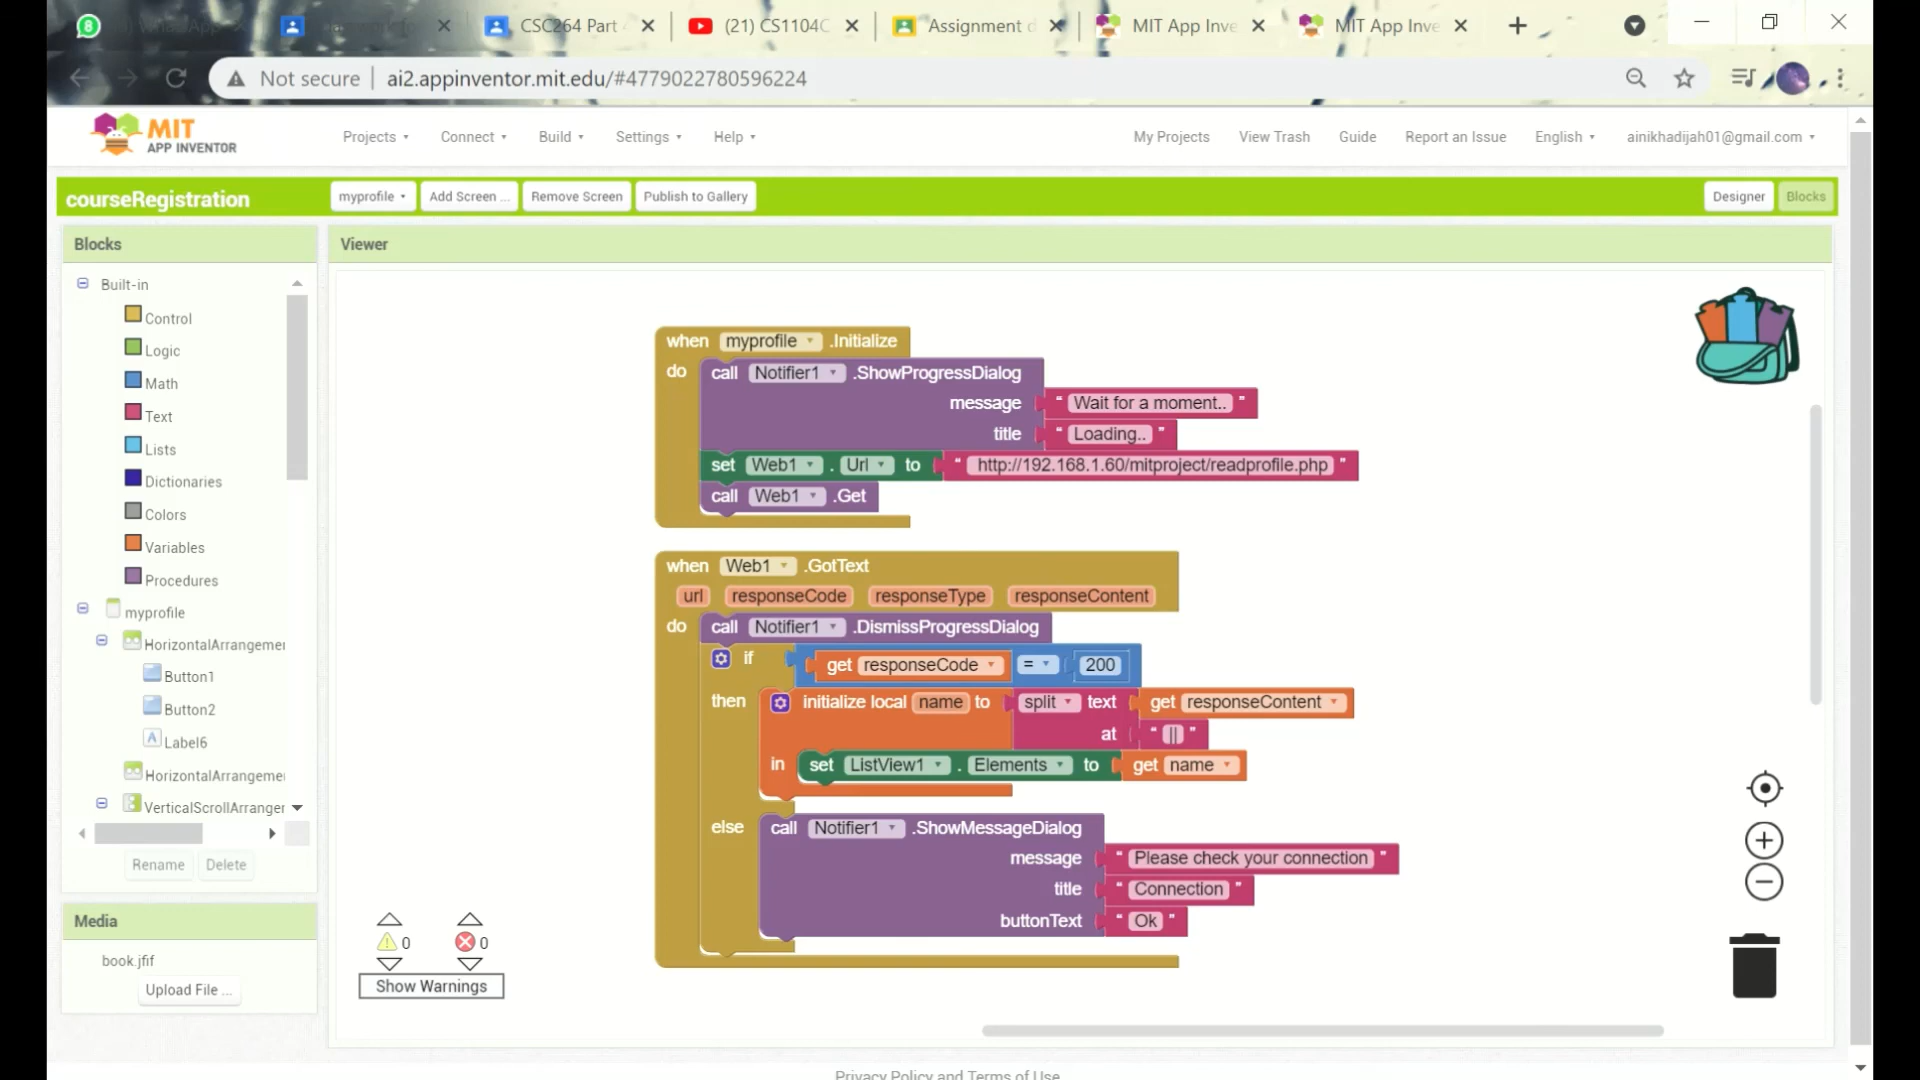 CSC264 Part
(21) CS1104C
Assignment d
MIT App Inve
MIT App Inve
Not secure | ai2.appinventor.mit.edu/#4779022780596224
MIT
APP INVENTOR
Projects
Connect
Build
Settings
Help
My Projects
View Trash
Guide
Report an Issue
English
ainikhadijah01@gmail.com
courseRegistration
myprofile
Add Screen ...
Remove Screen
Publish to Gallery
Designer
Blocks
Blocks
Viewer
Built-in
Control
Logic
Math
Text
Lists
Dictionaries
Colors
Variables
Procedures
myprofile
HorizontalArrangemer
Button1
Button2
Label6
HorizontalArrangemer
VerticalScrollArranger
Rename
Delete
Media
book.jfif
Upload File ...
when myprofile .Initialize
do call Notifier1 .ShowProgressDialog
message " Wait for a moment.. "
title " Loading.. "
set Web1 . Url to " http://192.168.1.60/mitproject/readprofile.php "
call Web1 .Get
when Web1 .GotText
url responseCode responseType responseContent
do call Notifier1 .DismissProgressDialog
if get responseCode = 200
then initialize local name to split text get responseContent
at " || "
in set ListView1 . Elements to get name
else call Notifier1 .ShowMessageDialog
message " Please check your connection "
title " Connection "
buttonText " Ok "
0
0
Show Warnings
Privacy Policy and Terms of Use